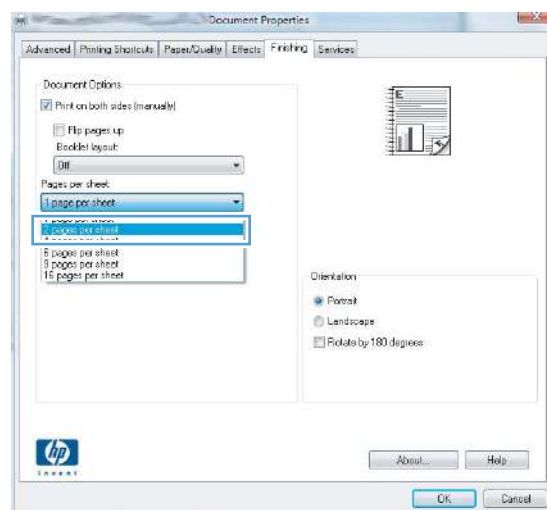 Document Properties
Advanced Printing Shortcuts Paper/Quality Effects Finishing Services
Document Options
Print on both sides (manually)
Flip pages up
Booklet layout:
Off
Pages per sheet:
1 page per sheet
2 pages per sheet
6 pages per sheet
9 pages per sheet
16 pages per sheet
E
Orientation
Portrait
Landscape
Rotate by 180 degrees
hp
invent
About... Help
OK Cancel